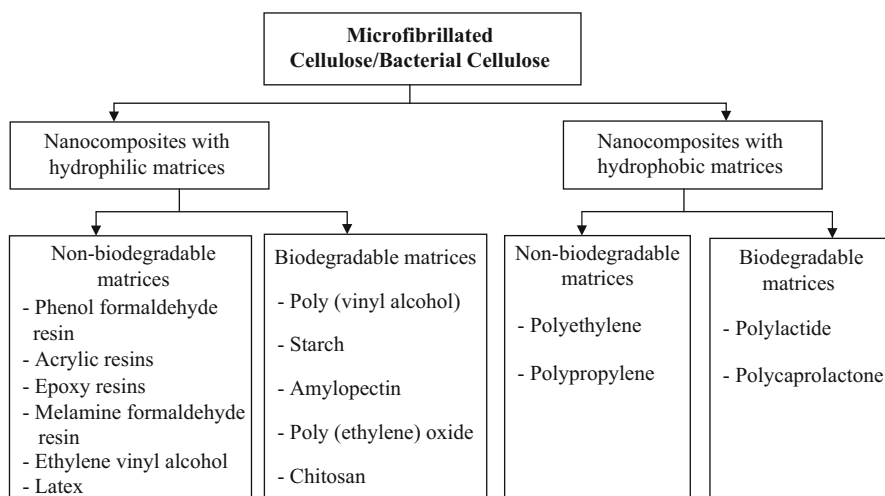 Microfibrillated
Cellulose/Bacterial Cellulose
Nanocomposites with
hydrophilic matrices
Nanocomposites with
hydrophobic matrices
Non-biodegradable
matrices
- Phenol formaldehyde
resin
- Acrylic resins
- Epoxy resins
- Melamine formaldehyde
resin
- Ethylene vinyl alcohol
- Latex
Biodegradable matrices
- Poly (vinyl alcohol)
- Starch
- Amylopectin
- Poly (ethylene) oxide
- Chitosan
Non-biodegradable
matrices
- Polyethylene
- Polypropylene
Biodegradable
matrices
- Polylactide
- Polycaprolactone